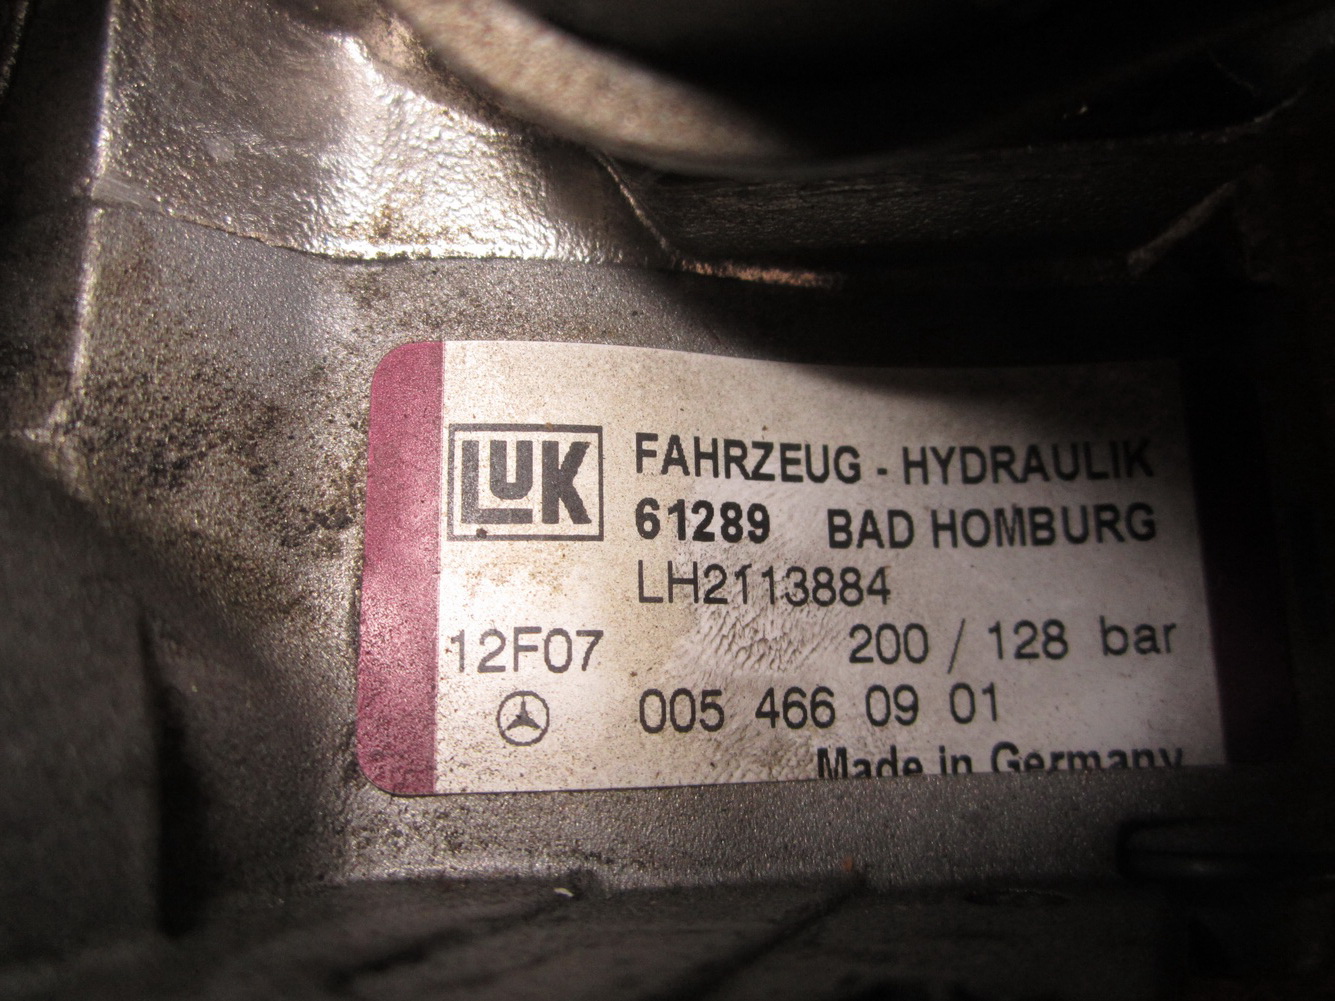 LUK
FAHRZEUG - HYDRAULIK
61289 BAD HOMBURG
LH2113884
12F07 200 / 128 bar
005 466 09 01
Made in Germany